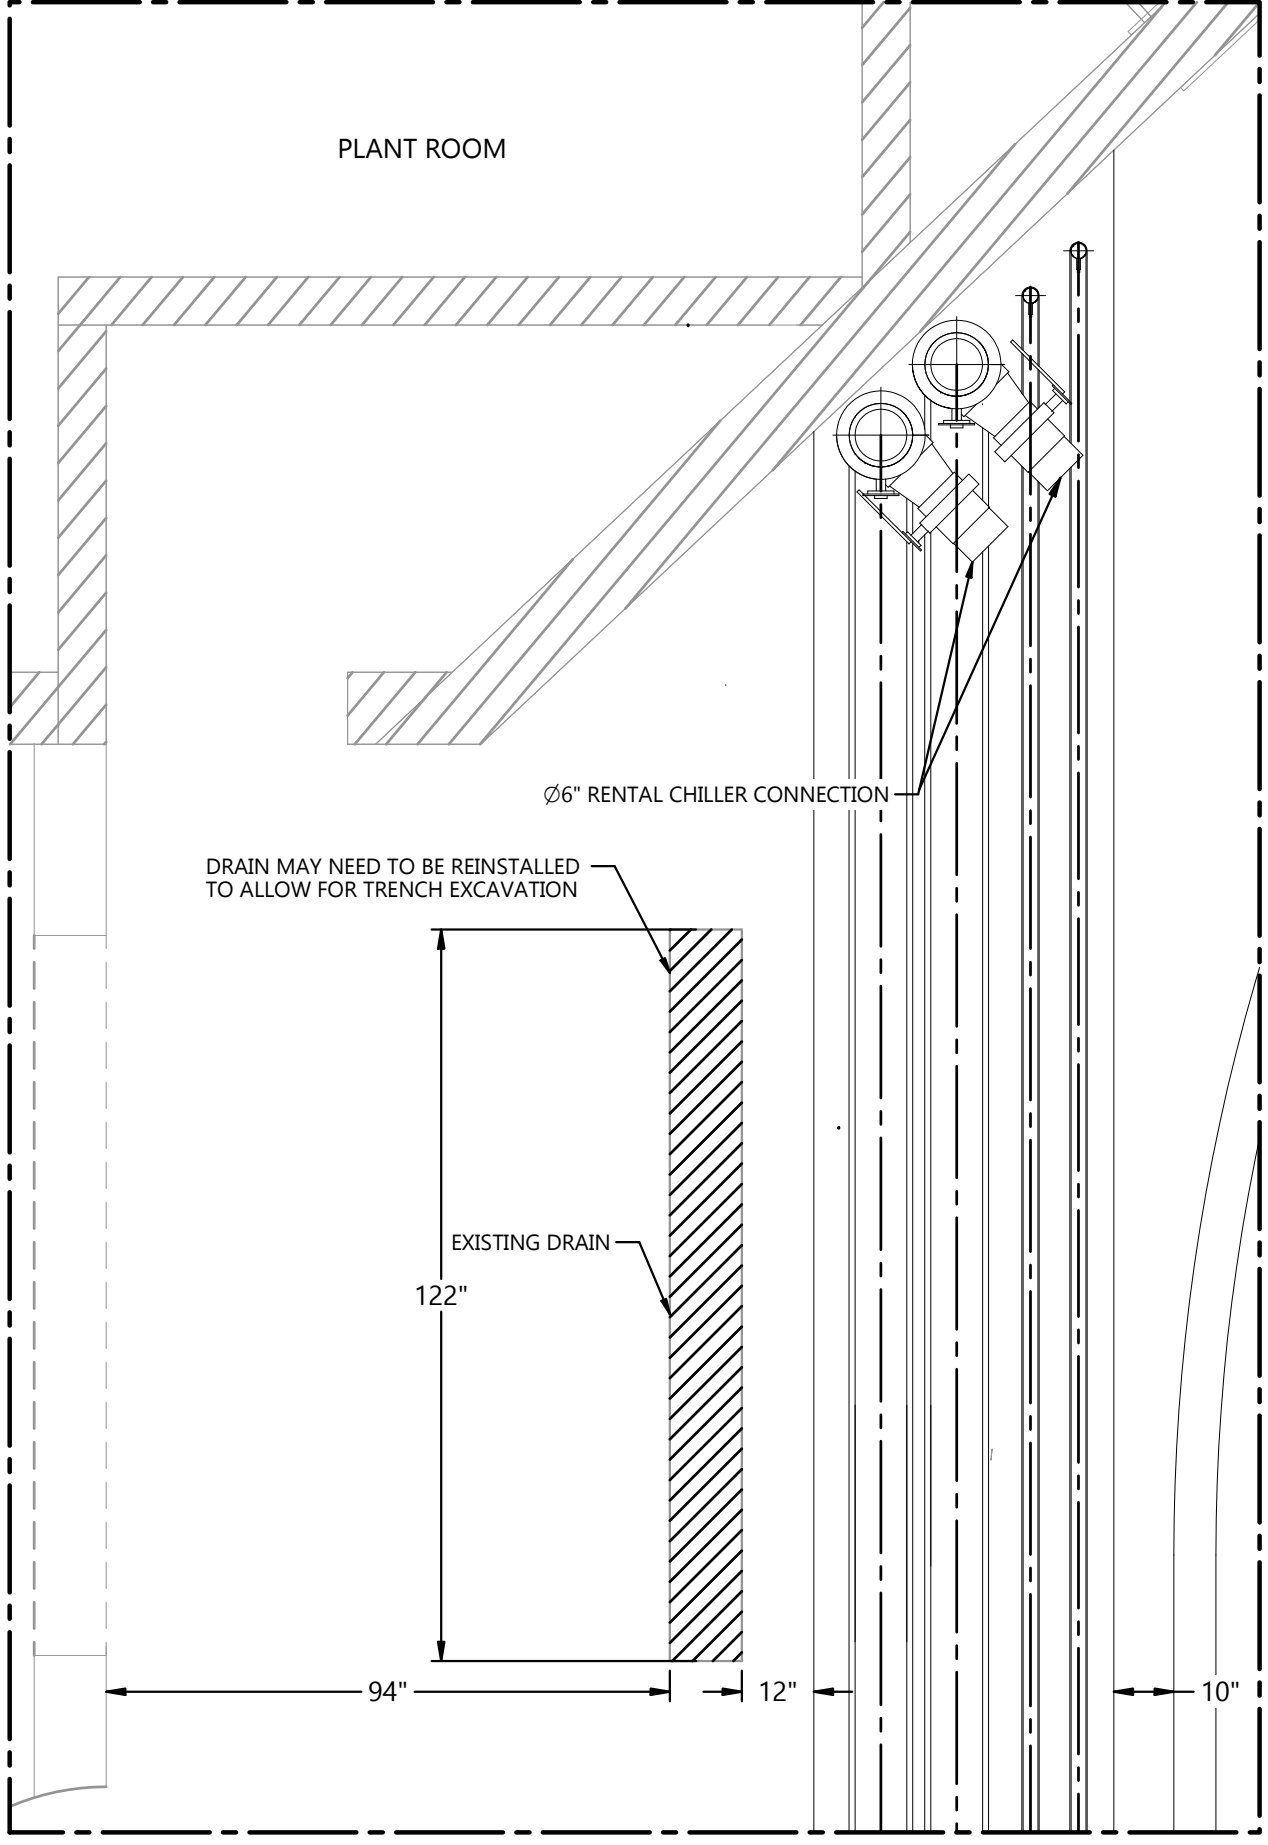 PLANT ROOM
Ø6" RENTAL CHILLER CONNECTION
DRAIN MAY NEED TO BE REINSTALLED
TO ALLOW FOR TRENCH EXCAVATION
EXISTING DRAIN
122"
94"
12"
10"